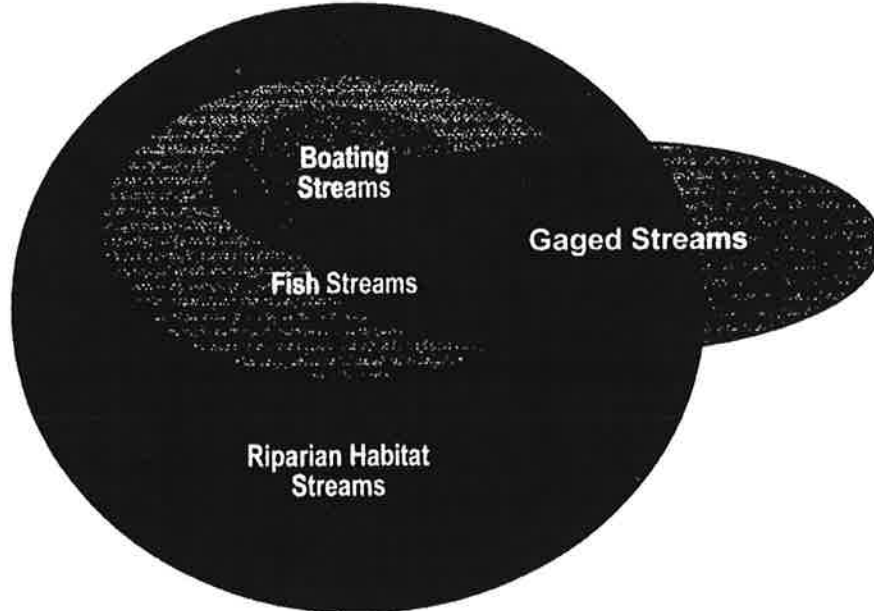 Boating
Streams
Gaged Streams
Fish Streams
Riparian Habitat
Streams